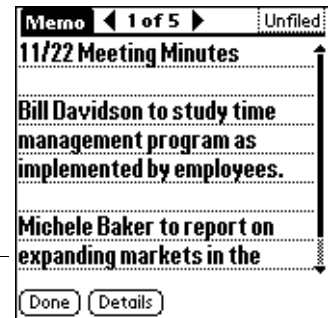 Memo 1 of 5 Unfiled
11/22 Meeting Minutes
Bill Davidson to study time
management program as
implemented by employees.
Michele Baker to report on
expanding markets in the
Done Details